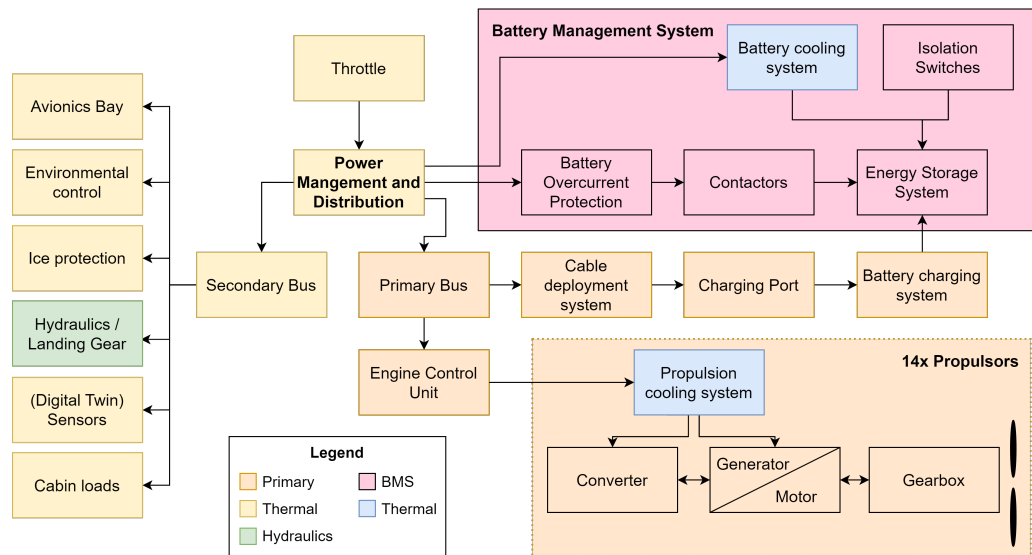 Battery Management System
Throttle
Battery cooling
system
Isolation
Switches
Avionics Bay
Environmental
control
Power
Mangement and
Distribution
Battery
Overcurrent
Protection
Contactors
Energy Storage
System
Ice protection
Secondary Bus
Primary Bus
Cable
deployment
system
Charging Port
Battery charging
system
Hydraulics /
Landing Gear
Engine Control
Unit
Propulsion
cooling system
14x Propulsors
(Digital Twin)
Sensors
Cabin loads
Converter
Generator
Motor
Gearbox
Legend
Primary
BMS
Thermal
Thermal
Hydraulics